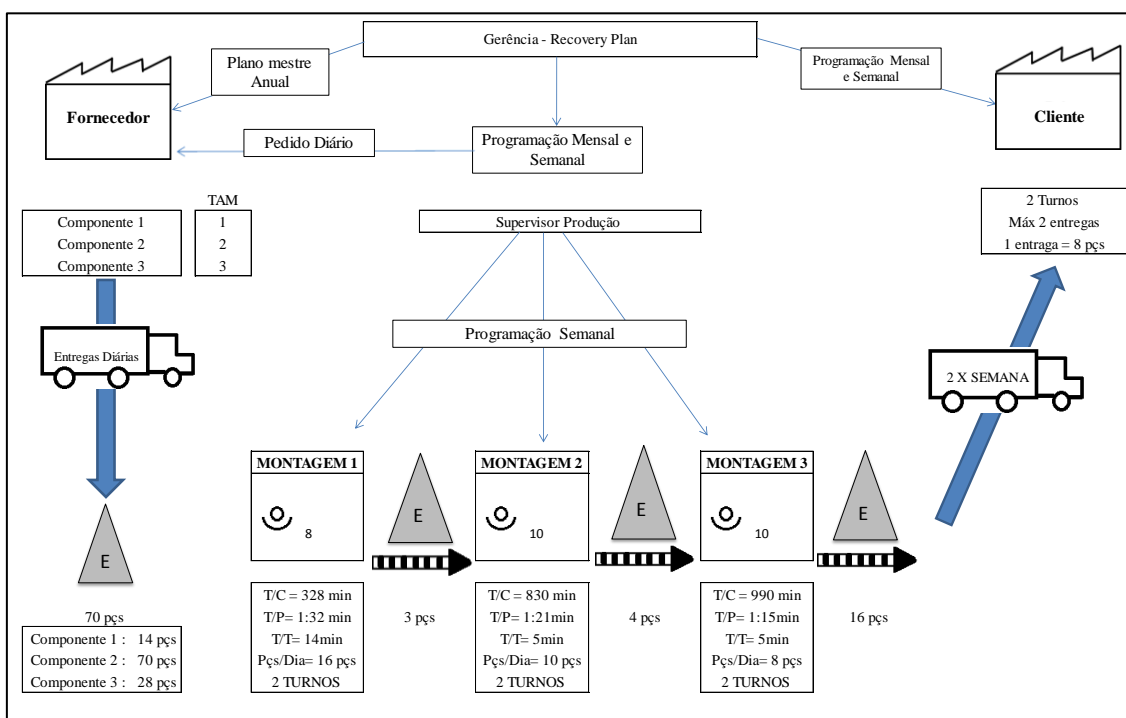 Gerência - Recovery Plan
Plano mestre
Anual
Programação Mensal
e Semanal
Fornecedor
Cliente
Pedido Diário
Programação Mensal e
Semanal
TAM
Componente 1
1
Componente 2
2
Componente 3
3
Supervisor Produção
2 Turnos
Máx 2 entregas
1 entraga = 8 pçs
Programação Semanal
Entregas Diárias
2 X SEMANA
MONTAGEM 1
MONTAGEM 2
MONTAGEM 3
E
E
E
8
10
10
E
70 pçs
Componente 1 : 14 pçs
Componente 2 : 70 pçs
Componente 3 : 28 pçs
T/C = 328 min
T/P= 1:32 min
T/T= 14min
Pçs/Dia= 16 pçs
2 TURNOS
3 pçs
T/C = 830 min
T/P= 1:21min
T/T= 5min
Pçs/Dia= 10 pçs
2 TURNOS
4 pçs
T/C = 990 min
T/P= 1:15min
T/T= 5min
Pçs/Dia= 8 pçs
2 TURNOS
16 pçs